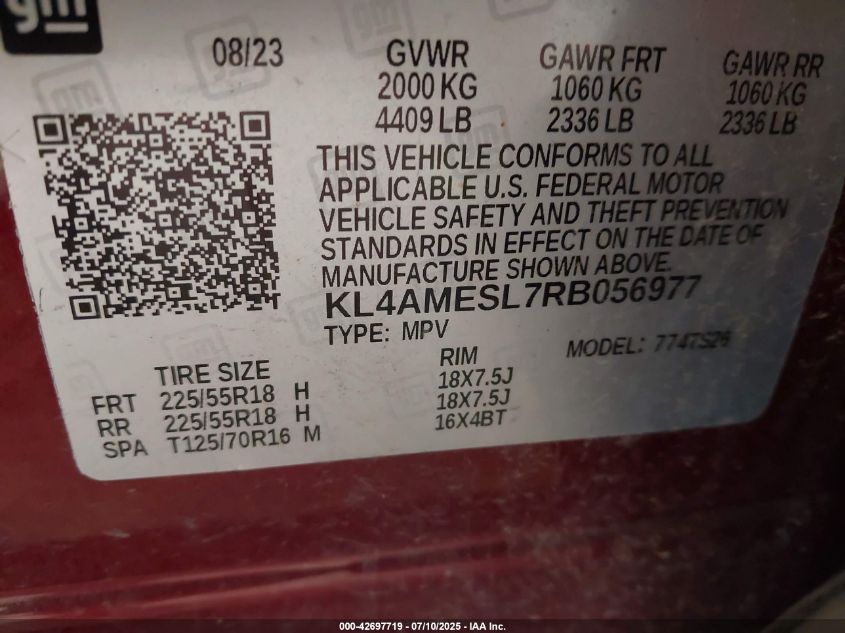 gm
08/23 GVWR GAWR FRT GAWR RR
2000 KG 1060 KG 1060 KG
4409 LB 2336 LB 2336 LB
THIS VEHICLE CONFORMS TO ALL
APPLICABLE U.S. FEDERAL MOTOR
VEHICLE SAFETY AND THEFT PREVENTION
STANDARDS IN EFFECT ON THE DATE OF
MANUFACTURE SHOWN ABOVE.
KL4AMESL7RB056977
TYPE: MPV MODEL: 7747S26
TIRE SIZE RIM
FRT 225/55R18 H 18X7.5J
RR 225/55R18 H 18X7.5J
SPA T125/70R16 M 16X4BT
000-42697719 - 07/10/2025 - IAA Inc.